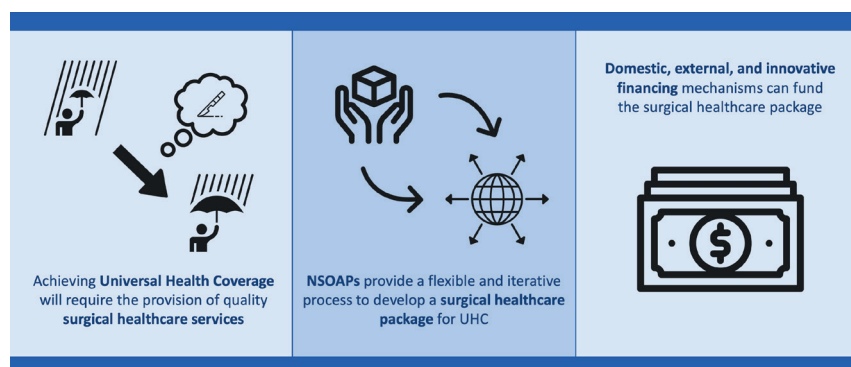 Achieving Universal Health Coverage
will require the provision of quality
surgical healthcare services
NSOAPs provide a flexible and iterative
process to develop a surgical healthcare
package for UHC
Domestic, external, and innovative
financing mechanisms can fund
the surgical healthcare package
$